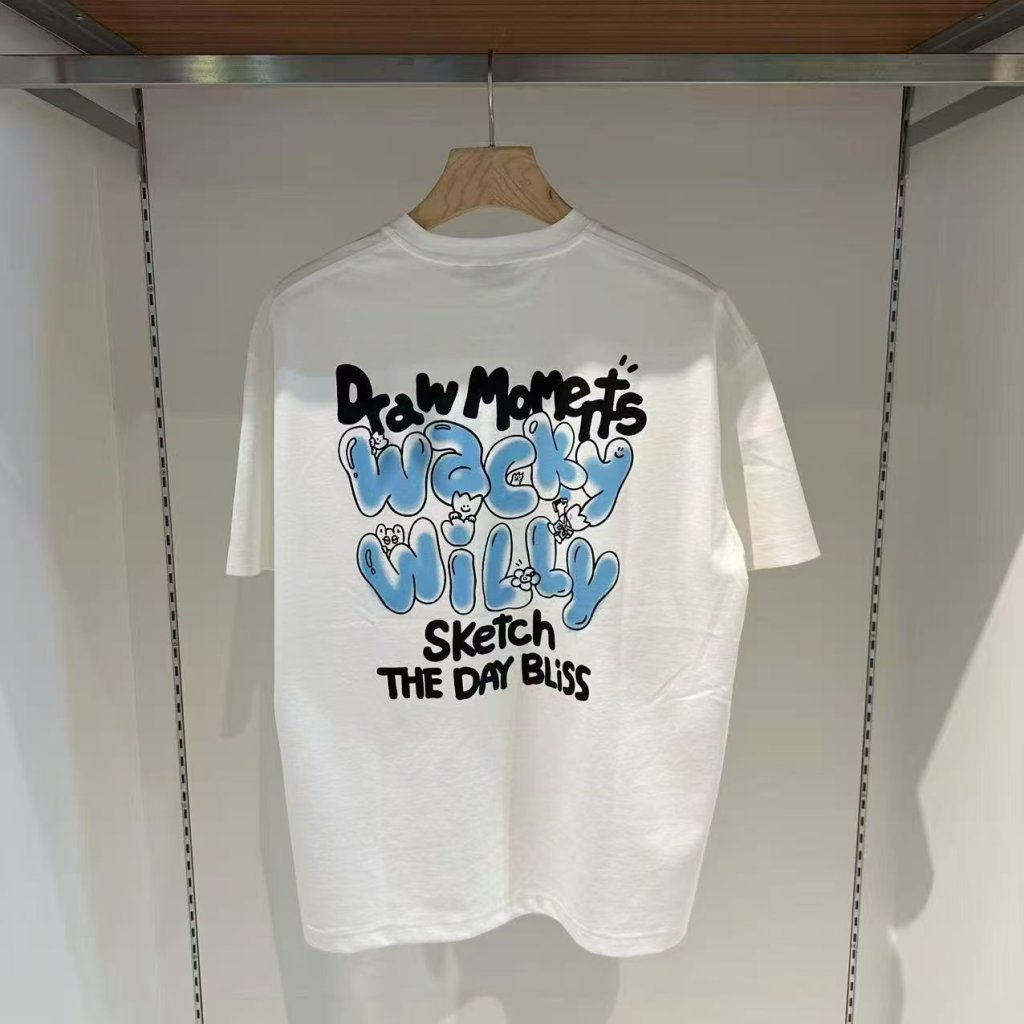 Draw Moments
Wacky
Willy
Sketch
THE DAY BLiSS